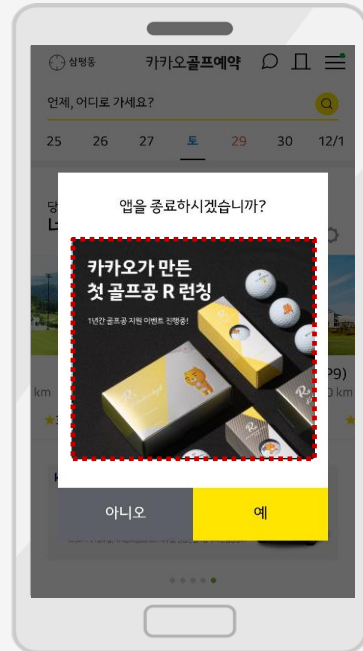 삼평동
카카오골프예약
언제, 어디로 가세요?
25 26 27 토 29 30 12/1
앱을 종료하시겠습니까?
카카오가 만든
첫 골프공 R 런칭
1년간 골프공 지원 이벤트 진행중!
km
km
아니오
예